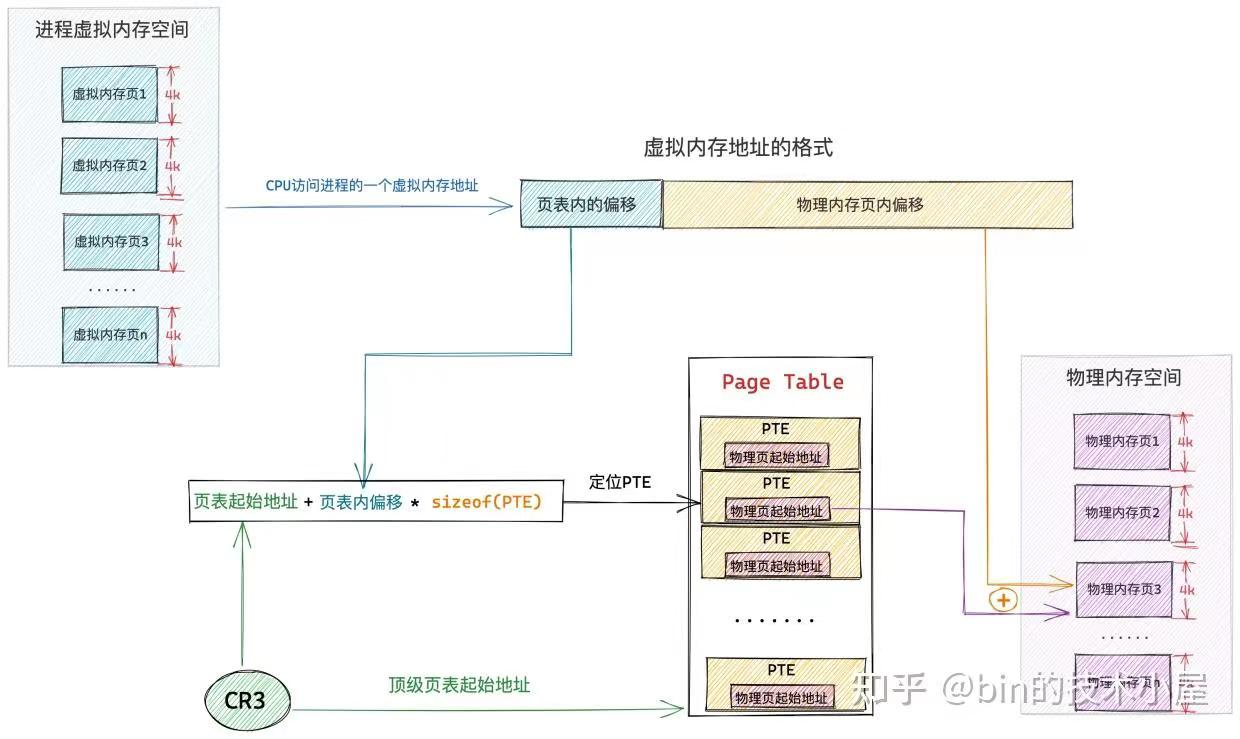 进程虚拟内存空间
虚拟内存页1
4k
虚拟内存页2
4k
虚拟内存页3
4k
......
虚拟内存页n
4k
CPU访问进程的一个虚拟内存地址
虚拟内存地址的格式
页表内的偏移
物理内存页内偏移
页表起始地址 + 页表内偏移 * sizeof(PTE)
定位PTE
CR3
顶级页表起始地址
Page Table
PTE
物理页起始地址
PTE
物理页起始地址
PTE
物理页起始地址
.......
PTE
物理页起始地址
+
物理内存空间
物理内存页1
4k
物理内存页2
4k
物理内存页3
4k
......
物理内存页n
知乎 @bin的技术小屋